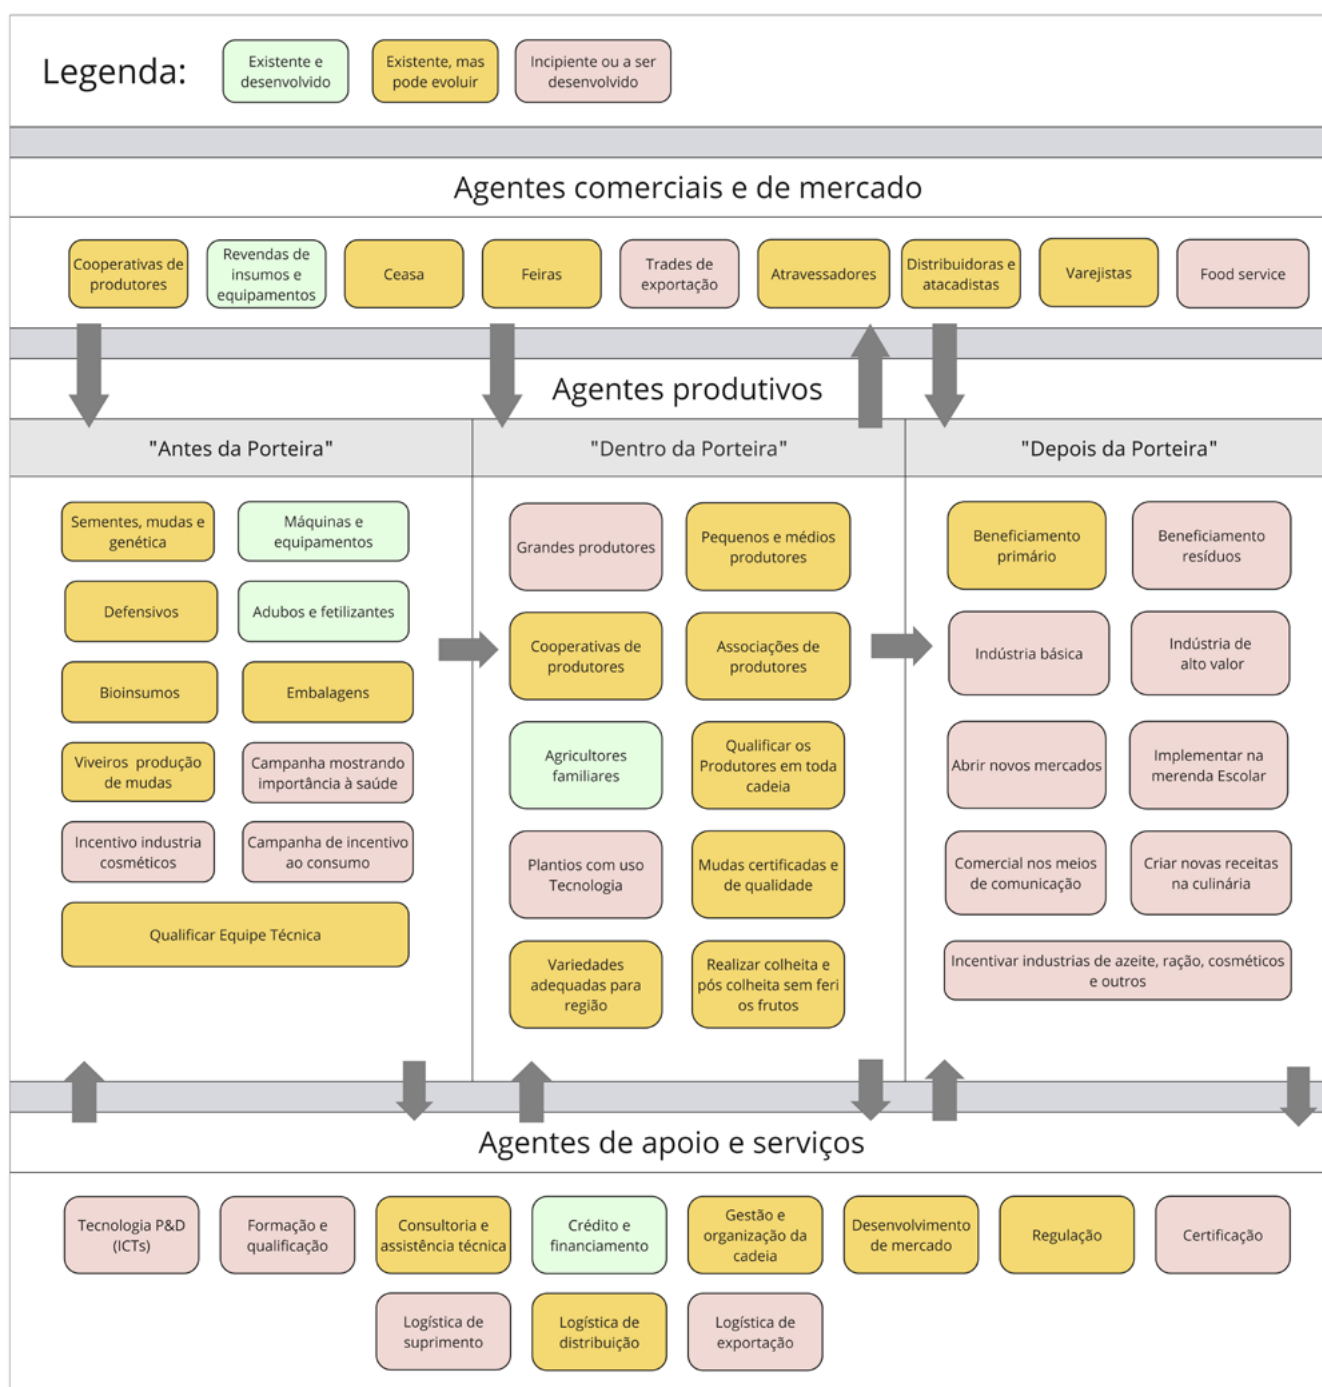 Legenda:
Existente e
desenvolvido
Existente, mas
pode evoluir
Incipiente ou a ser
desenvolvido
Agentes comerciais e de mercado
Cooperativas de
produtores
Revendas de
insumos e
equipamentos
Ceasa
Feiras
Trades de
exportação
Atravessadores
Distribuidoras e
atacadistas
Varejistas
Food service
Agentes produtivos
"Antes da Porteira"
"Dentro da Porteira"
"Depois da Porteira"
Sementes, mudas e
genética
Máquinas e
equipamentos
Defensivos
Adubos e fetilizantes
Bioinsumos
Embalagens
Viveiros produção
de mudas
Campanha mostrando
importância à saúde
Incentivo industria
cosméticos
Campanha de incentivo
ao consumo
Qualificar Equipe Técnica
Grandes produtores
Pequenos e médios
produtores
Cooperativas de
produtores
Associações de
produtores
Agricultores
familiares
Qualificar os
Produtores em toda
cadeia
Plantios com uso
Tecnologia
Mudas certificadas e
de qualidade
Variedades
adequadas para
região
Realizar colheita e
pós colheita sem feri
os frutos
Beneficiamento
primário
Beneficiamento
resíduos
Indústria básica
Indústria de
alto valor
Abrir novos mercados
Implementar na
merenda Escolar
Comercial nos meios
de comunicação
Criar novas receitas
na culinária
Incentivar industrias de azeite, ração, cosméticos
e outros
Agentes de apoio e serviços
Tecnologia P&D
(ICTs)
Formação e
qualificação
Consultoria e
assistência técnica
Crédito e
financiamento
Gestão e
organização da
cadeia
Desenvolvimento
de mercado
Regulação
Certificação
Logística de
suprimento
Logística de
distribuição
Logística de
exportação